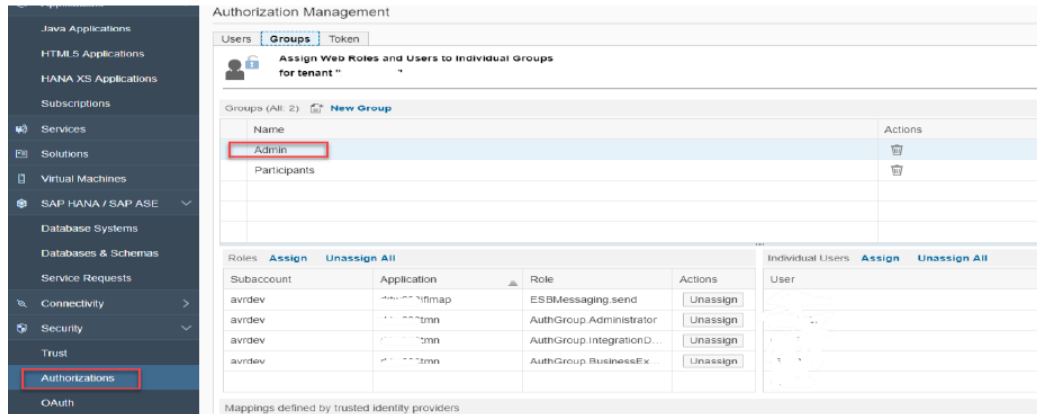 Authorization Management
Java Applications
HTML5 Applications
HANA XS Applications
Subscriptions
Services
Solutions
Virtual Machines
SAP HANA / SAP ASE
Database Systems
Databases & Schemas
Service Requests
Connectivity
Security
Trust
Authorizations
OAuth
Users Groups Token
Assign Web Roles and Users to Individual Groups
for tenant " "
Groups (All: 2) New Group
Name Actions
Admin
Participants
Roles Assign Unassign All
Subaccount Application Role Actions
avrdev iflmap ESBMessaging.send Unassign
avrdev tmn AuthGroup.Administrator Unassign
avrdev tmn AuthGroup.IntegrationD... Unassign
avrdev tmn AuthGroup.BusinessEx... Unassign
Individual Users Assign Unassign All
User
Mappings defined by trusted identity providers